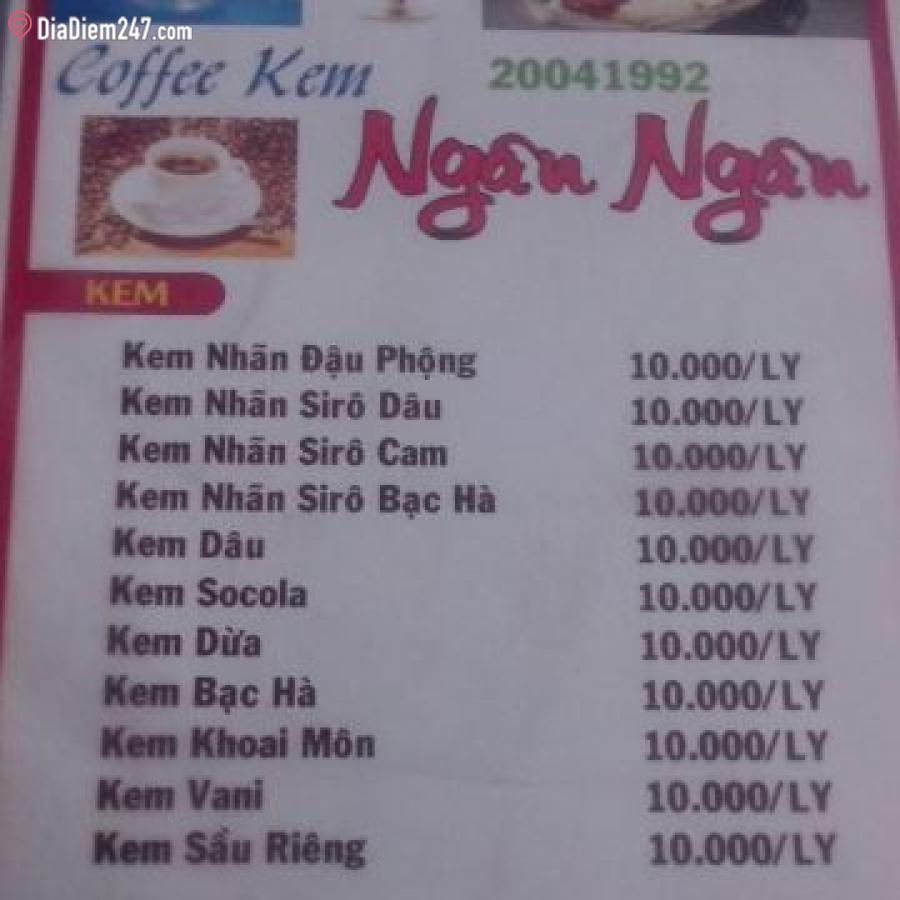 DiaDiem247.com
Coffee Kem
20041992
Ngân Ngân
KEM
Kem Nhãn Đậu Phộng 10.000/LY
Kem Nhãn Sirô Dâu 10.000/LY
Kem Nhãn Sirô Cam 10.000/LY
Kem Nhãn Sirô Bạc Hà 10.000/LY
Kem Dâu 10.000/LY
Kem Socola 10.000/LY
Kem Dừa 10.000/LY
Kem Bạc Hà 10.000/LY
Kem Khoai Môn 10.000/LY
Kem Vani 10.000/LY
Kem Sầu Riêng 10.000/LY